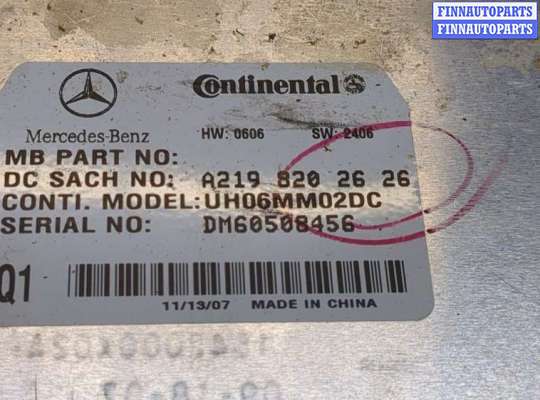 FINNAUTOPARTS
FINNAUTOPARTS
Continental
Mercedes-Benz HW: 0606 SW: 2406
MB PART NO:
DC SACH NO: A219 820 26 26
CONTI. MODEL: UH06MM02DC
SERIAL NO: DM60508456
Q1
11/13/07 MADE IN CHINA